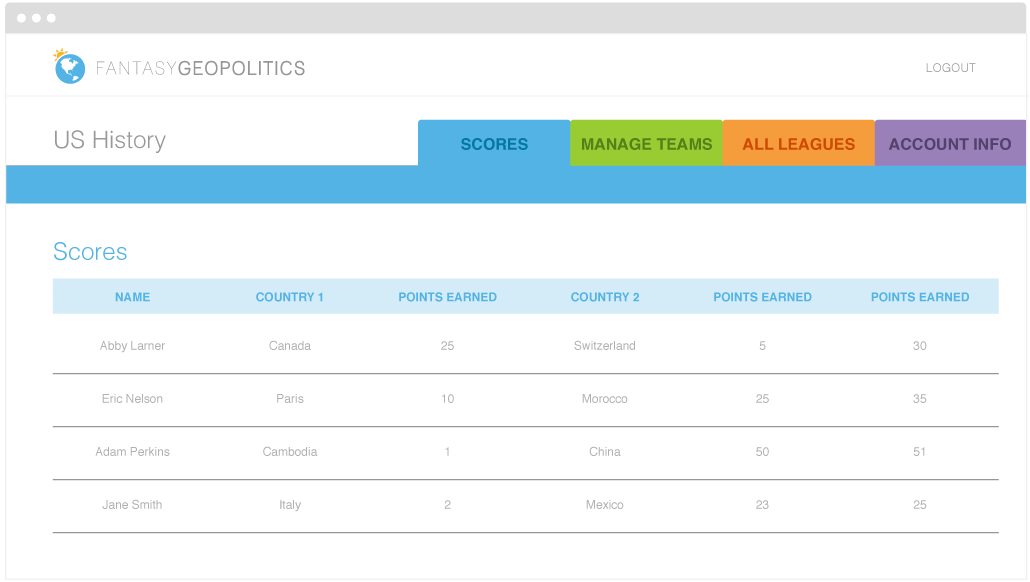 FANTASYGEOPOLITICS
LOGOUT
US History
SCORES MANAGE TEAMS ALL LEAGUES ACCOUNT INFO
Scores
NAME COUNTRY 1 POINTS EARNED COUNTRY 2 POINTS EARNED POINTS EARNED
Abby Larner Canada 25 Switzerland 5 30
Eric Nelson Paris 10 Morocco 25 35
Adam Perkins Cambodia 1 China 50 51
Jane Smith Italy 2 Mexico 23 25